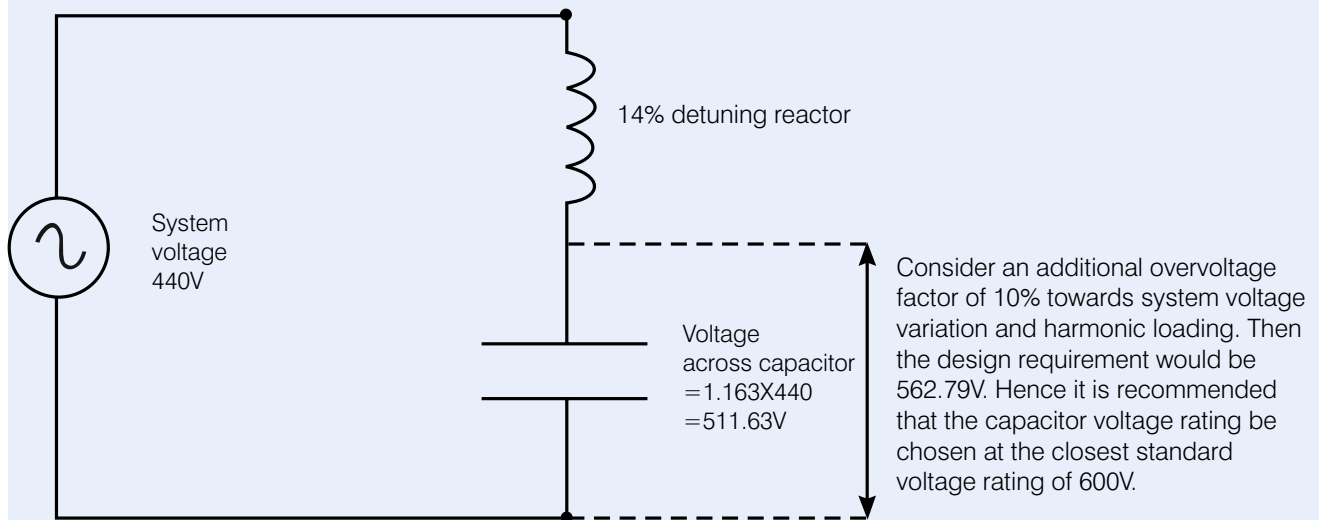 14% detuning reactor
System
voltage
440V
Voltage
across capacitor
=1.163X440
=511.63V
Consider an additional overvoltage
factor of 10% towards system voltage
variation and harmonic loading. Then
the design requirement would be
562.79V. Hence it is recommended
that the capacitor voltage rating be
chosen at the closest standard
voltage rating of 600V.